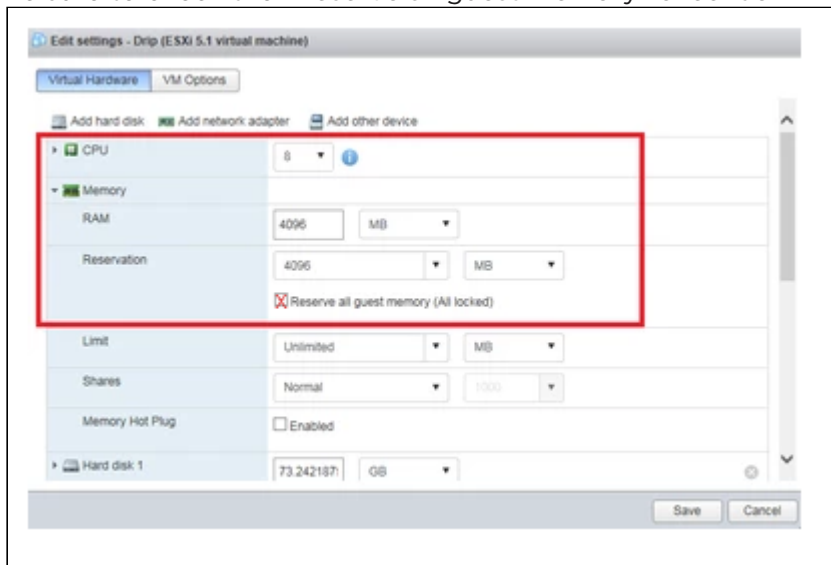 Edit settings - Drip (ESXi 5.1 virtual machine)
Virtual Hardware VM Options
Add hard disk Add network adapter Add other device
CPU 8
Memory
RAM 4096 MB
Reservation 4096 MB
Reserve all guest memory (All locked)
Limit Unlimited MB
Shares Normal 1000
Memory Hot Plug Enabled
Hard disk 1 73.242187 GB
Save Cancel